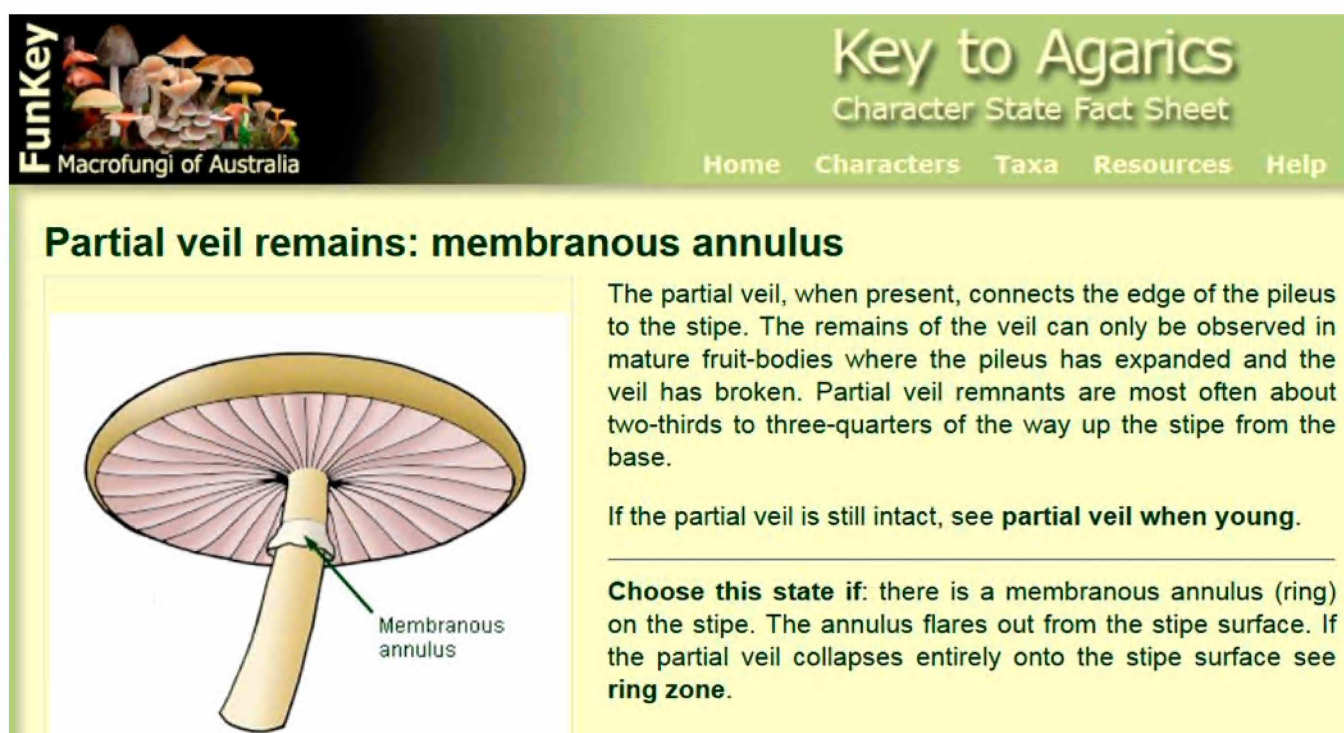 FunKey
Macrofungi of Australia
Key to Agarics
Character State Fact Sheet
Home Characters Taxa Resources Help
Partial veil remains: membranous annulus
Membranous
annulus
The partial veil, when present, connects the edge of the pileus
to the stipe. The remains of the veil can only be observed in
mature fruit-bodies where the pileus has expanded and the
veil has broken. Partial veil remnants are most often about
two-thirds to three-quarters of the way up the stipe from the
base.
If the partial veil is still intact, see partial veil when young.
Choose this state if: there is a membranous annulus (ring)
on the stipe. The annulus flares out from the stipe surface. If
the partial veil collapses entirely onto the stipe surface see
ring zone.